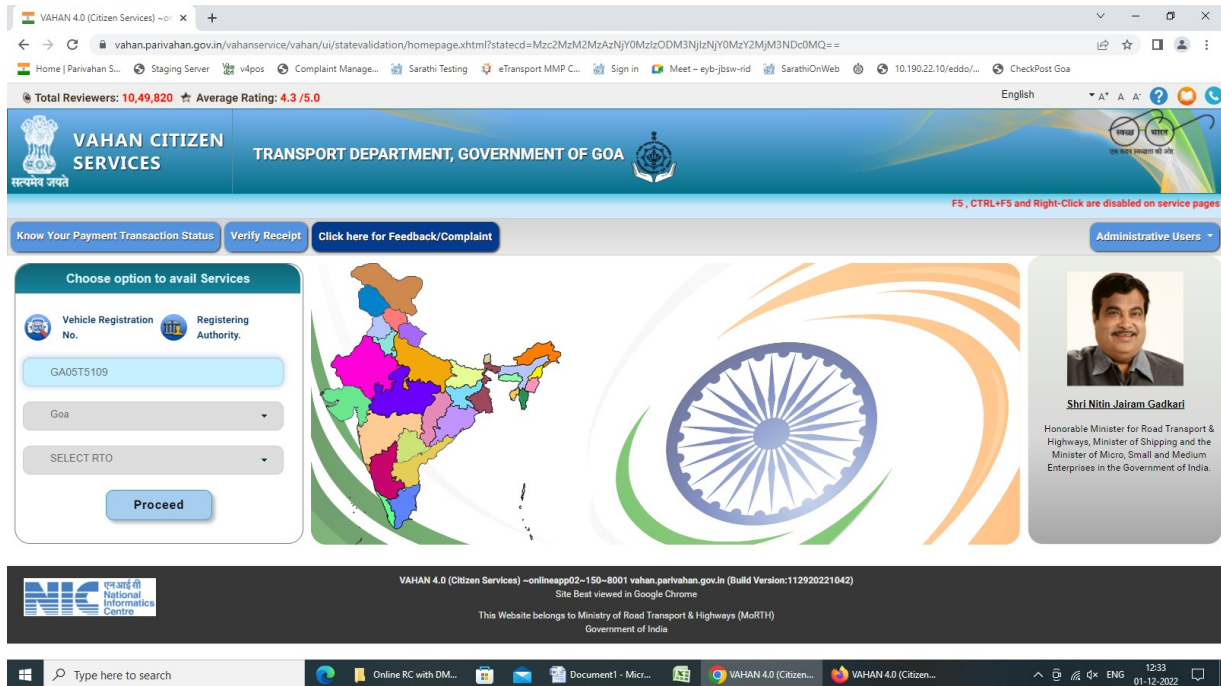 VAHAN 4.0 (Citizen Services) ~or
vahan.parivahan.gov.in/vahanservice/vahan/ui/statevalidation/homepage.xhtml?statecd=Mzc2MzM2MzAzNjY0MzIzODM3NjIzNjY0MzY2MjM3NDc0MQ==
Home | Parivahan S... Staging Server v4pos Complaint Manage... Sarathi Testing eTransport MMP C... Sign in Meet – eyb-jbsw-rid SarathiOnWeb 10.190.22.10/eddo/... CheckPost Goa
Total Reviewers: 10,49,820 Average Rating: 4.3 /5.0 English A+ A A-
VAHAN CITIZEN
SERVICES
सत्यमेव जयते
TRANSPORT DEPARTMENT, GOVERNMENT OF GOA
स्वच्छ भारत
एक कदम स्वच्छता की ओर
F5 , CTRL+F5 and Right-Click are disabled on service pages
Know Your Payment Transaction Status Verify Receipt Click here for Feedback/Complaint Administrative Users
Choose option to avail Services
Vehicle Registration
No.
Registering
Authority.
GA05T5109
Goa
SELECT RTO
Proceed
Shri Nitin Jairam Gadkari
Honorable Minister for Road Transport &
Highways, Minister of Shipping and the
Minister of Micro, Small and Medium
Enterprises in the Government of India.
NIC
एनआईसी
National
Informatics
Centre
VAHAN 4.0 (Citizen Services) ~onlineapp02~150~8001 vahan.parivahan.gov.in (Build Version:112920221042)
Site Best viewed in Google Chrome
This Website belongs to Ministry of Road Transport & Highways (MoRTH)
Government of India
Type here to search
Online RC with DM... Document1 - Micr... VAHAN 4.0 (Citizen... VAHAN 4.0 (Citizen...
ENG
12:33
01-12-2022